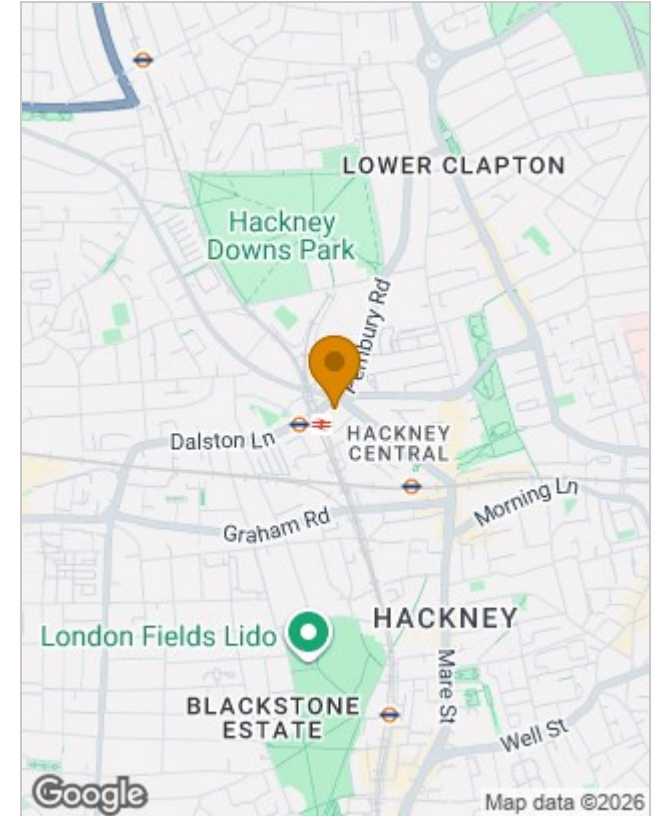 LOWER CLAPTON
Hackney
Downs Park
Pembury Rd
Dalston Ln
HACKNEY
CENTRAL
Morning Ln
Graham Rd
HACKNEY
London Fields Lido
Mare St
BLACKSTONE
ESTATE
Well St
Google
Map data ©2026